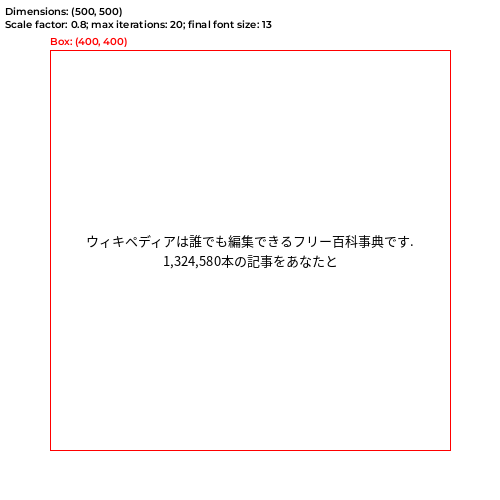 Dimensions: (500, 500)
Scale factor: 0.8; max iterations: 20; final font size: 13
Box: (400, 400)
ウィキペディアは誰でも編集できるフリー百科事典です.
1,324,580本の記事をあなたと